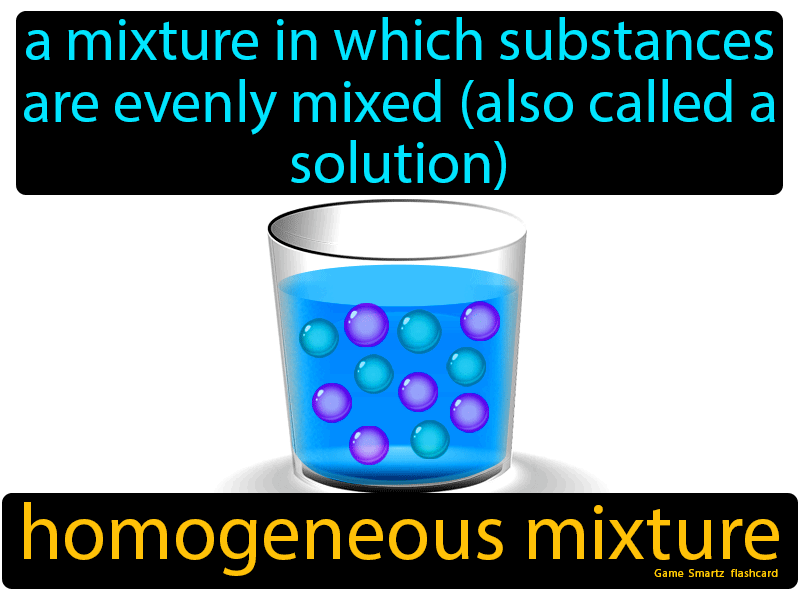 a mixture in which substances
are evenly mixed (also called a
solution)
homogeneous mixture
Game Smartz flashcard